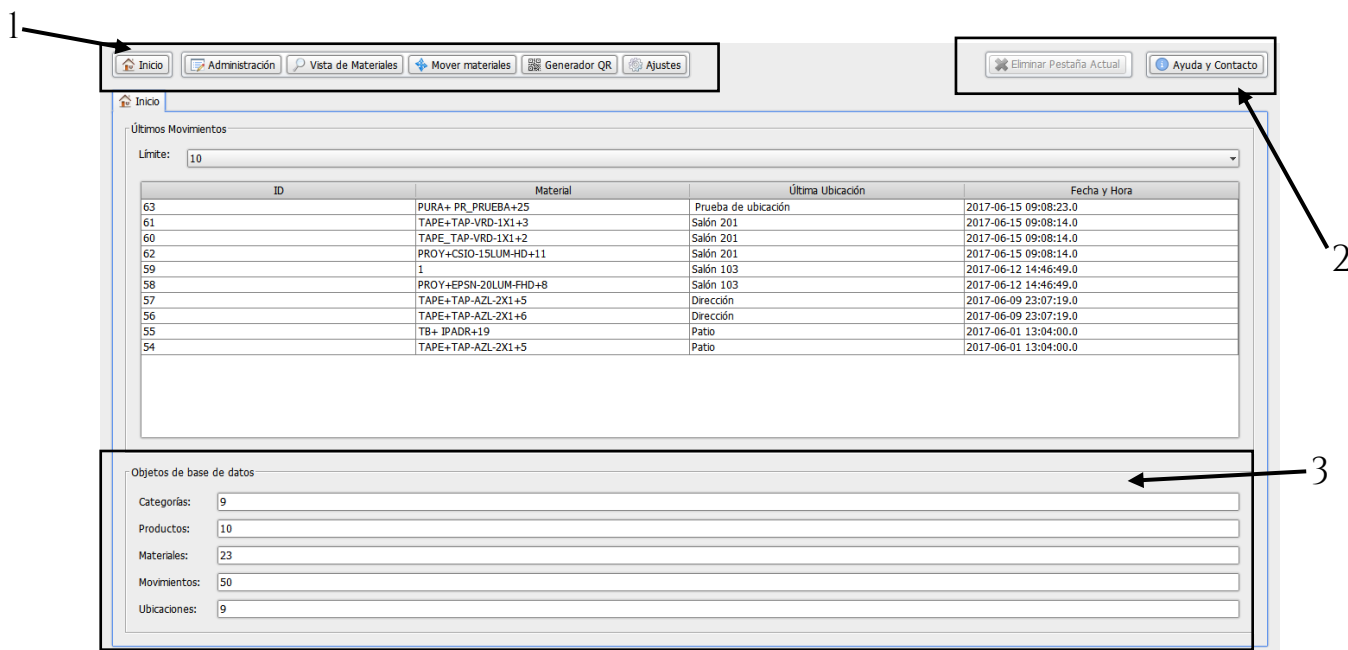 1
Inicio Administración Vista de Materiales Mover materiales Generador QR Ajustes Eliminar Pestaña Actual Ayuda y Contacto
Inicio
Últimos Movimientos
Límite: 10
ID Material Última Ubicación Fecha y Hora
63 PURA+ PR_PRUEBA+25 Prueba de ubicación 2017-06-15 09:08:23.0
61 TAPE+TAP-VRD-1X1+3 Salón 201 2017-06-15 09:08:14.0
60 TAPE_TAP-VRD-1X1+2 Salón 201 2017-06-15 09:08:14.0
62 PROY+CSIO-15LUM-HD+11 Salón 201 2017-06-15 09:08:14.0
59 1 Salón 103 2017-06-12 14:46:49.0
58 PROY+EPSN-20LUM-FHD+8 Salón 103 2017-06-12 14:46:49.0
57 TAPE+TAP-AZL-2X1+5 Dirección 2017-06-09 23:07:19.0
56 TAPE+TAP-AZL-2X1+6 Dirección 2017-06-09 23:07:19.0
55 TB+ IPADR+19 Patio 2017-06-01 13:04:00.0
54 TAPE+TAP-AZL-2X1+5 Patio 2017-06-01 13:04:00.0
2
Objetos de base de datos
3
Categorías: 9
Productos: 10
Materiales: 23
Movimientos: 50
Ubicaciones: 9